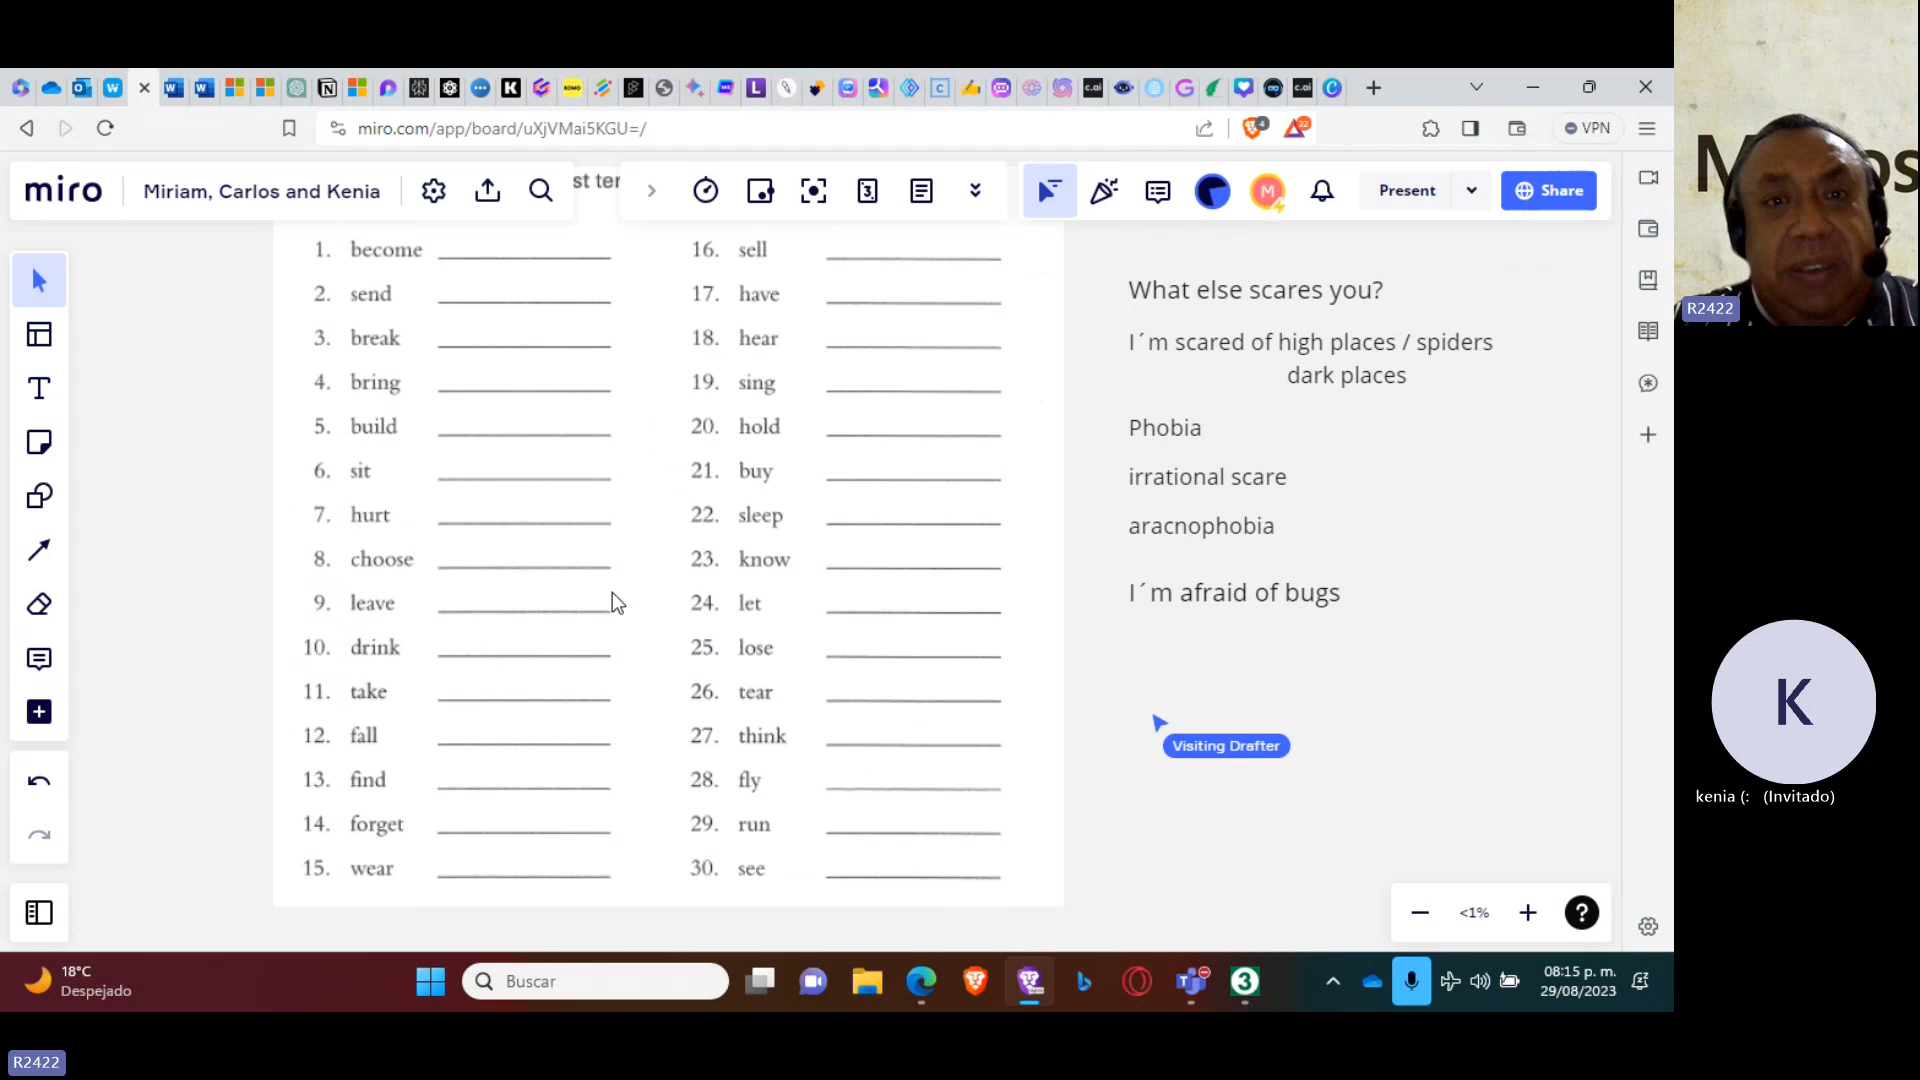 miro.com/app/board/uXjVMai5KGU=/
VPN
miro
Miriam, Carlos and Kenia
st ter
Present
Share
1. become
2. send
3. break
4. bring
5. build
6. sit
7. hurt
8. choose
9. leave
10. drink
11. take
12. fall
13. find
14. forget
15. wear
16. sell
17. have
18. hear
19. sing
20. hold
21. buy
22. sleep
23. know
24. let
25. lose
26. tear
27. think
28. fly
29. run
30. see
What else scares you?
I´m scared of high places / spiders
dark places
Phobia
irrational scare
aracnophobia
I´m afraid of bugs
Visiting Drafter
<1%
18°C
Despejado
Buscar
08:15 p. m.
29/08/2023
R2422
K
kenia (: (Invitado)
R2422